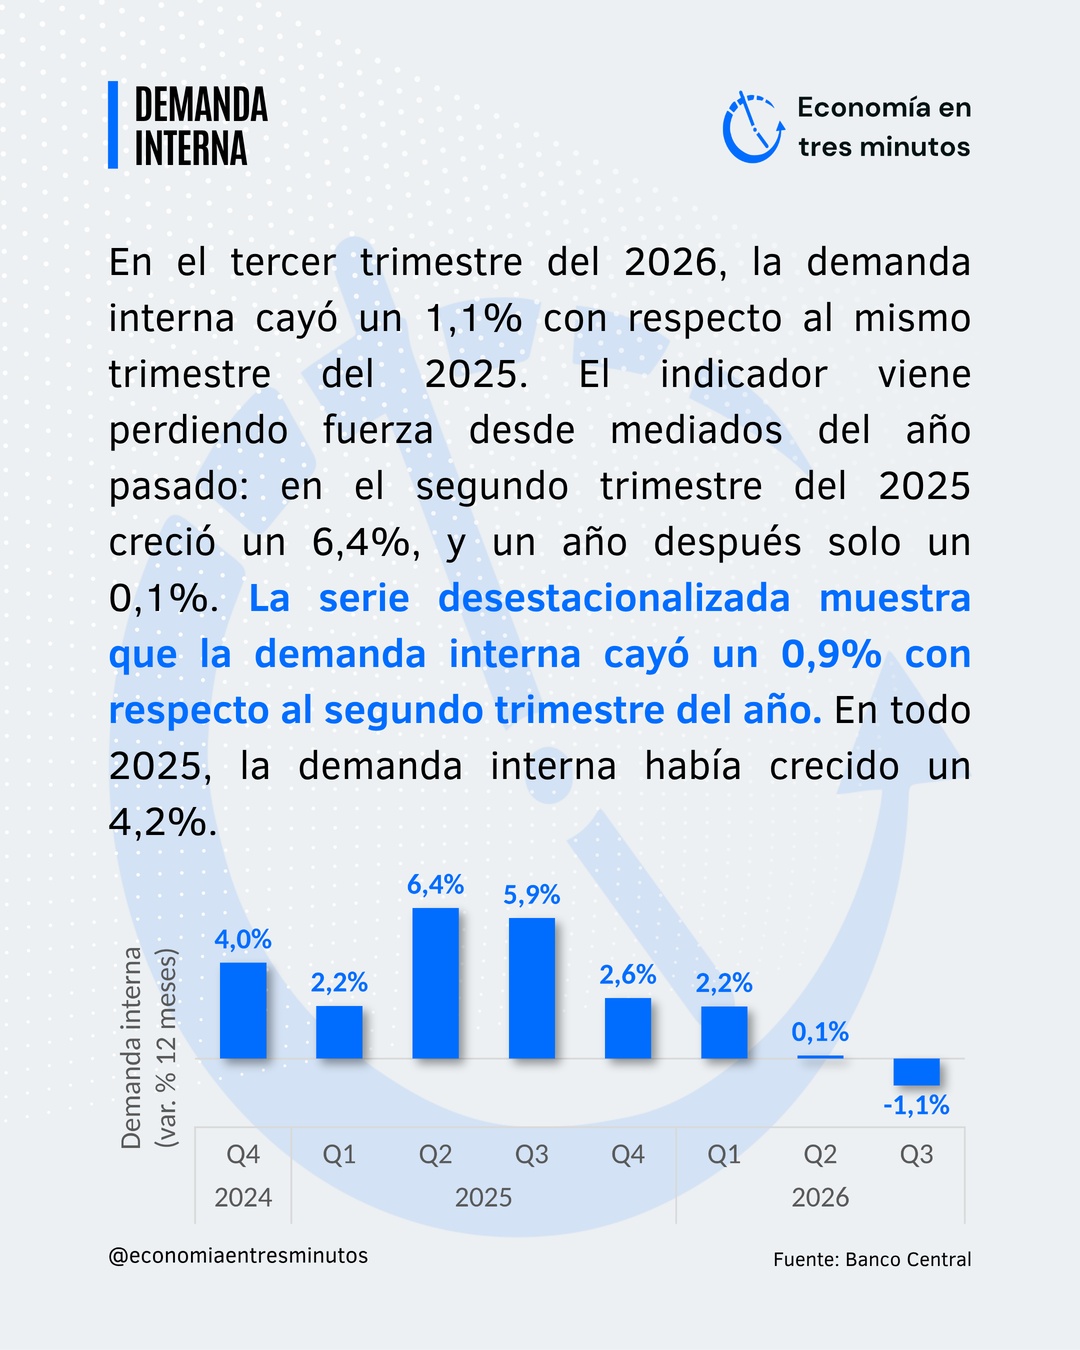 DEMANDA
INTERNA
Economía en
tres minutos
En el tercer trimestre del 2026, la demanda
interna cayó un 1,1% con respecto al mismo
trimestre del 2025. El indicador viene
perdiendo fuerza desde mediados del año
pasado: en el segundo trimestre del 2025
creció un 6,4%, y un año después solo un
0,1%. La serie desestacionalizada muestra
que la demanda interna cayó un 0,9% con
respecto al segundo trimestre del año. En todo
2025, la demanda interna había crecido un
4,2%.
Demanda interna
(var. % 12 meses)
4,0%
2,2%
6,4%
5,9%
2,6%
2,2%
0,1%
-1,1%
Q4 Q1 Q2 Q3 Q4 Q1 Q2 Q3
2024 2025 2026
@economiaentresminutos
Fuente: Banco Central